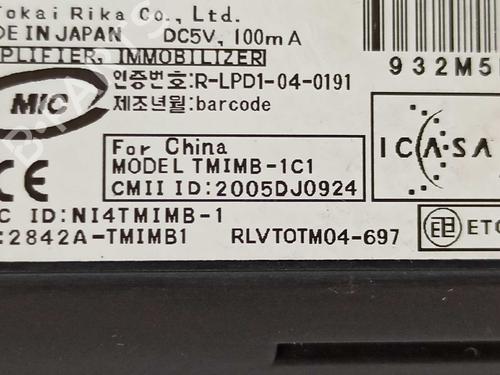 Tokai Rika Co., Ltd.
DE IN JAPAN DC5V, 100mA
PLIFIER, IMMOBILIZER
932M5
MIC
인증번호:R-LPD1-04-0191
제조년월:barcode
For China
MODEL TMIMB-1C1
CMII ID:2005DJ0924
ICASA
CE
C ID:NI4TMIMB-1
:2842A-TMIMB1 RLVTOTM04-697
ETC